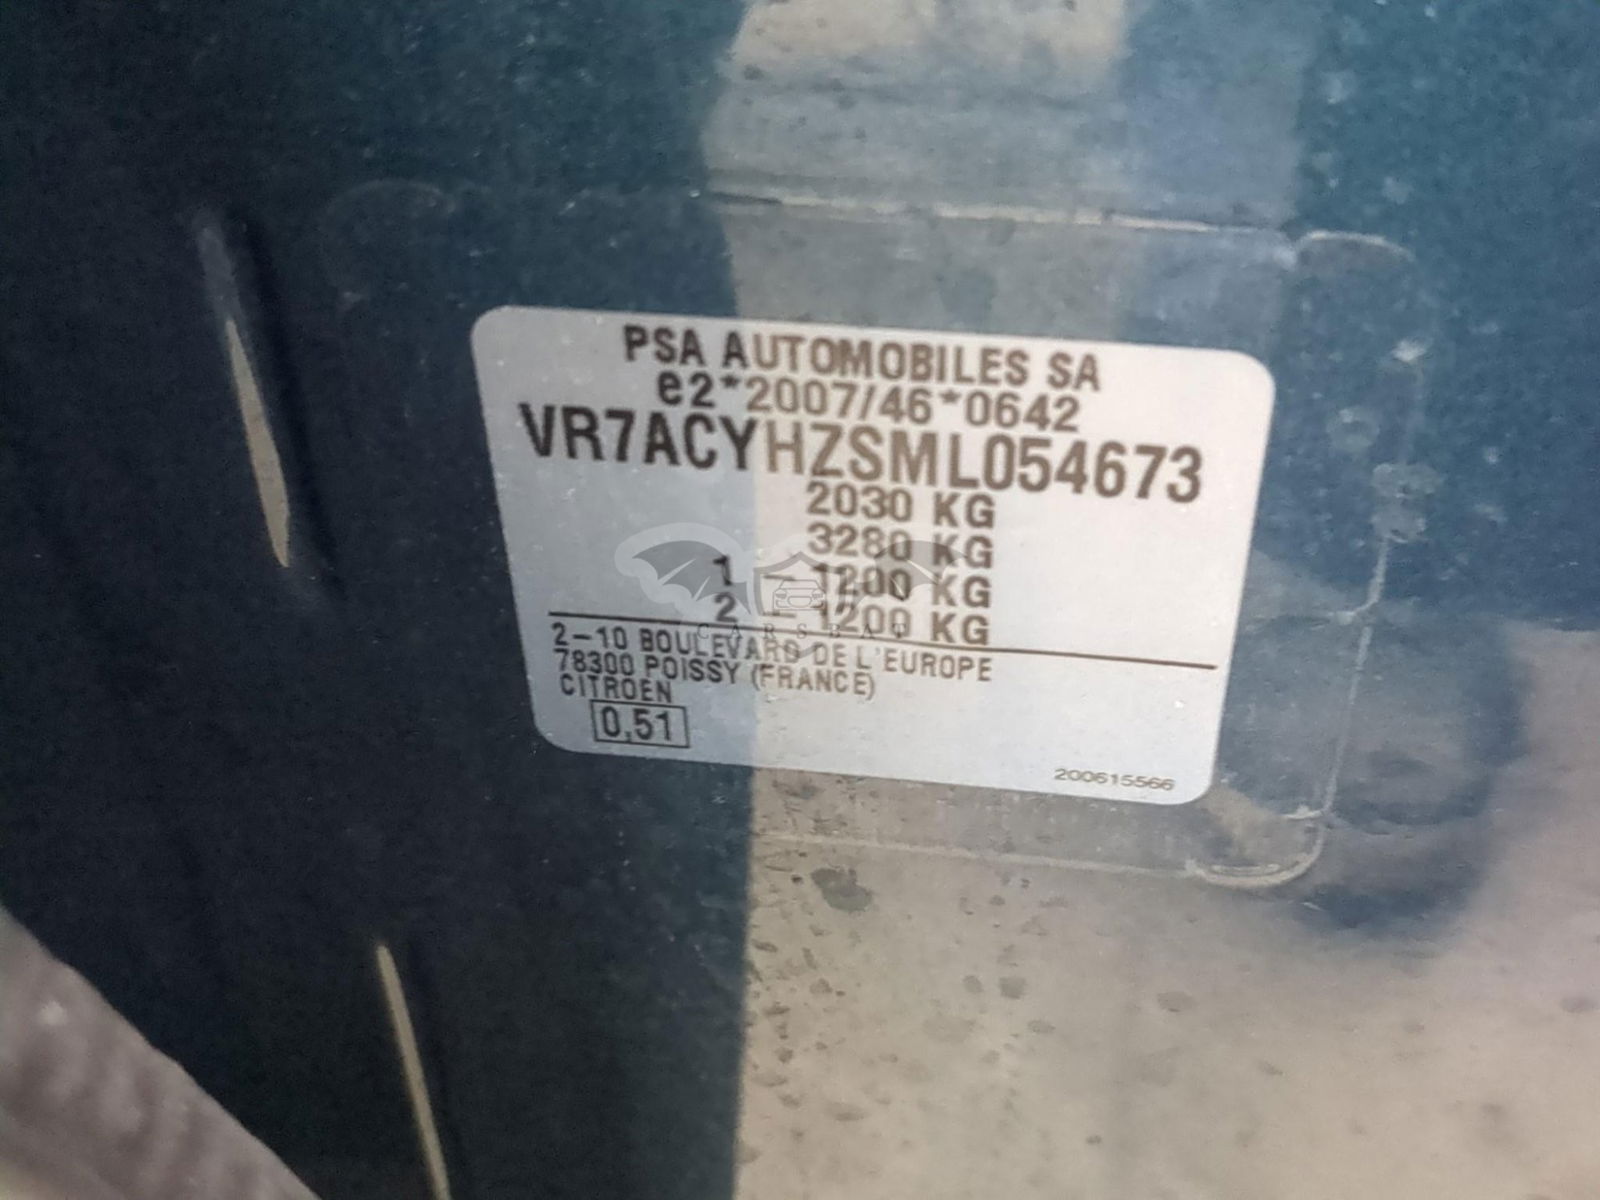 PSA AUTOMOBILES SA
e2*2007/46*0642
VR7ACYHZSML054673
2030 KG
3280 KG
1 - 1200 KG
2 - 1200 KG
2-10 BOULEVARD DE L'EUROPE
78300 POISSY (FRANCE)
CITROEN
0,51
200615566
CARSBAT